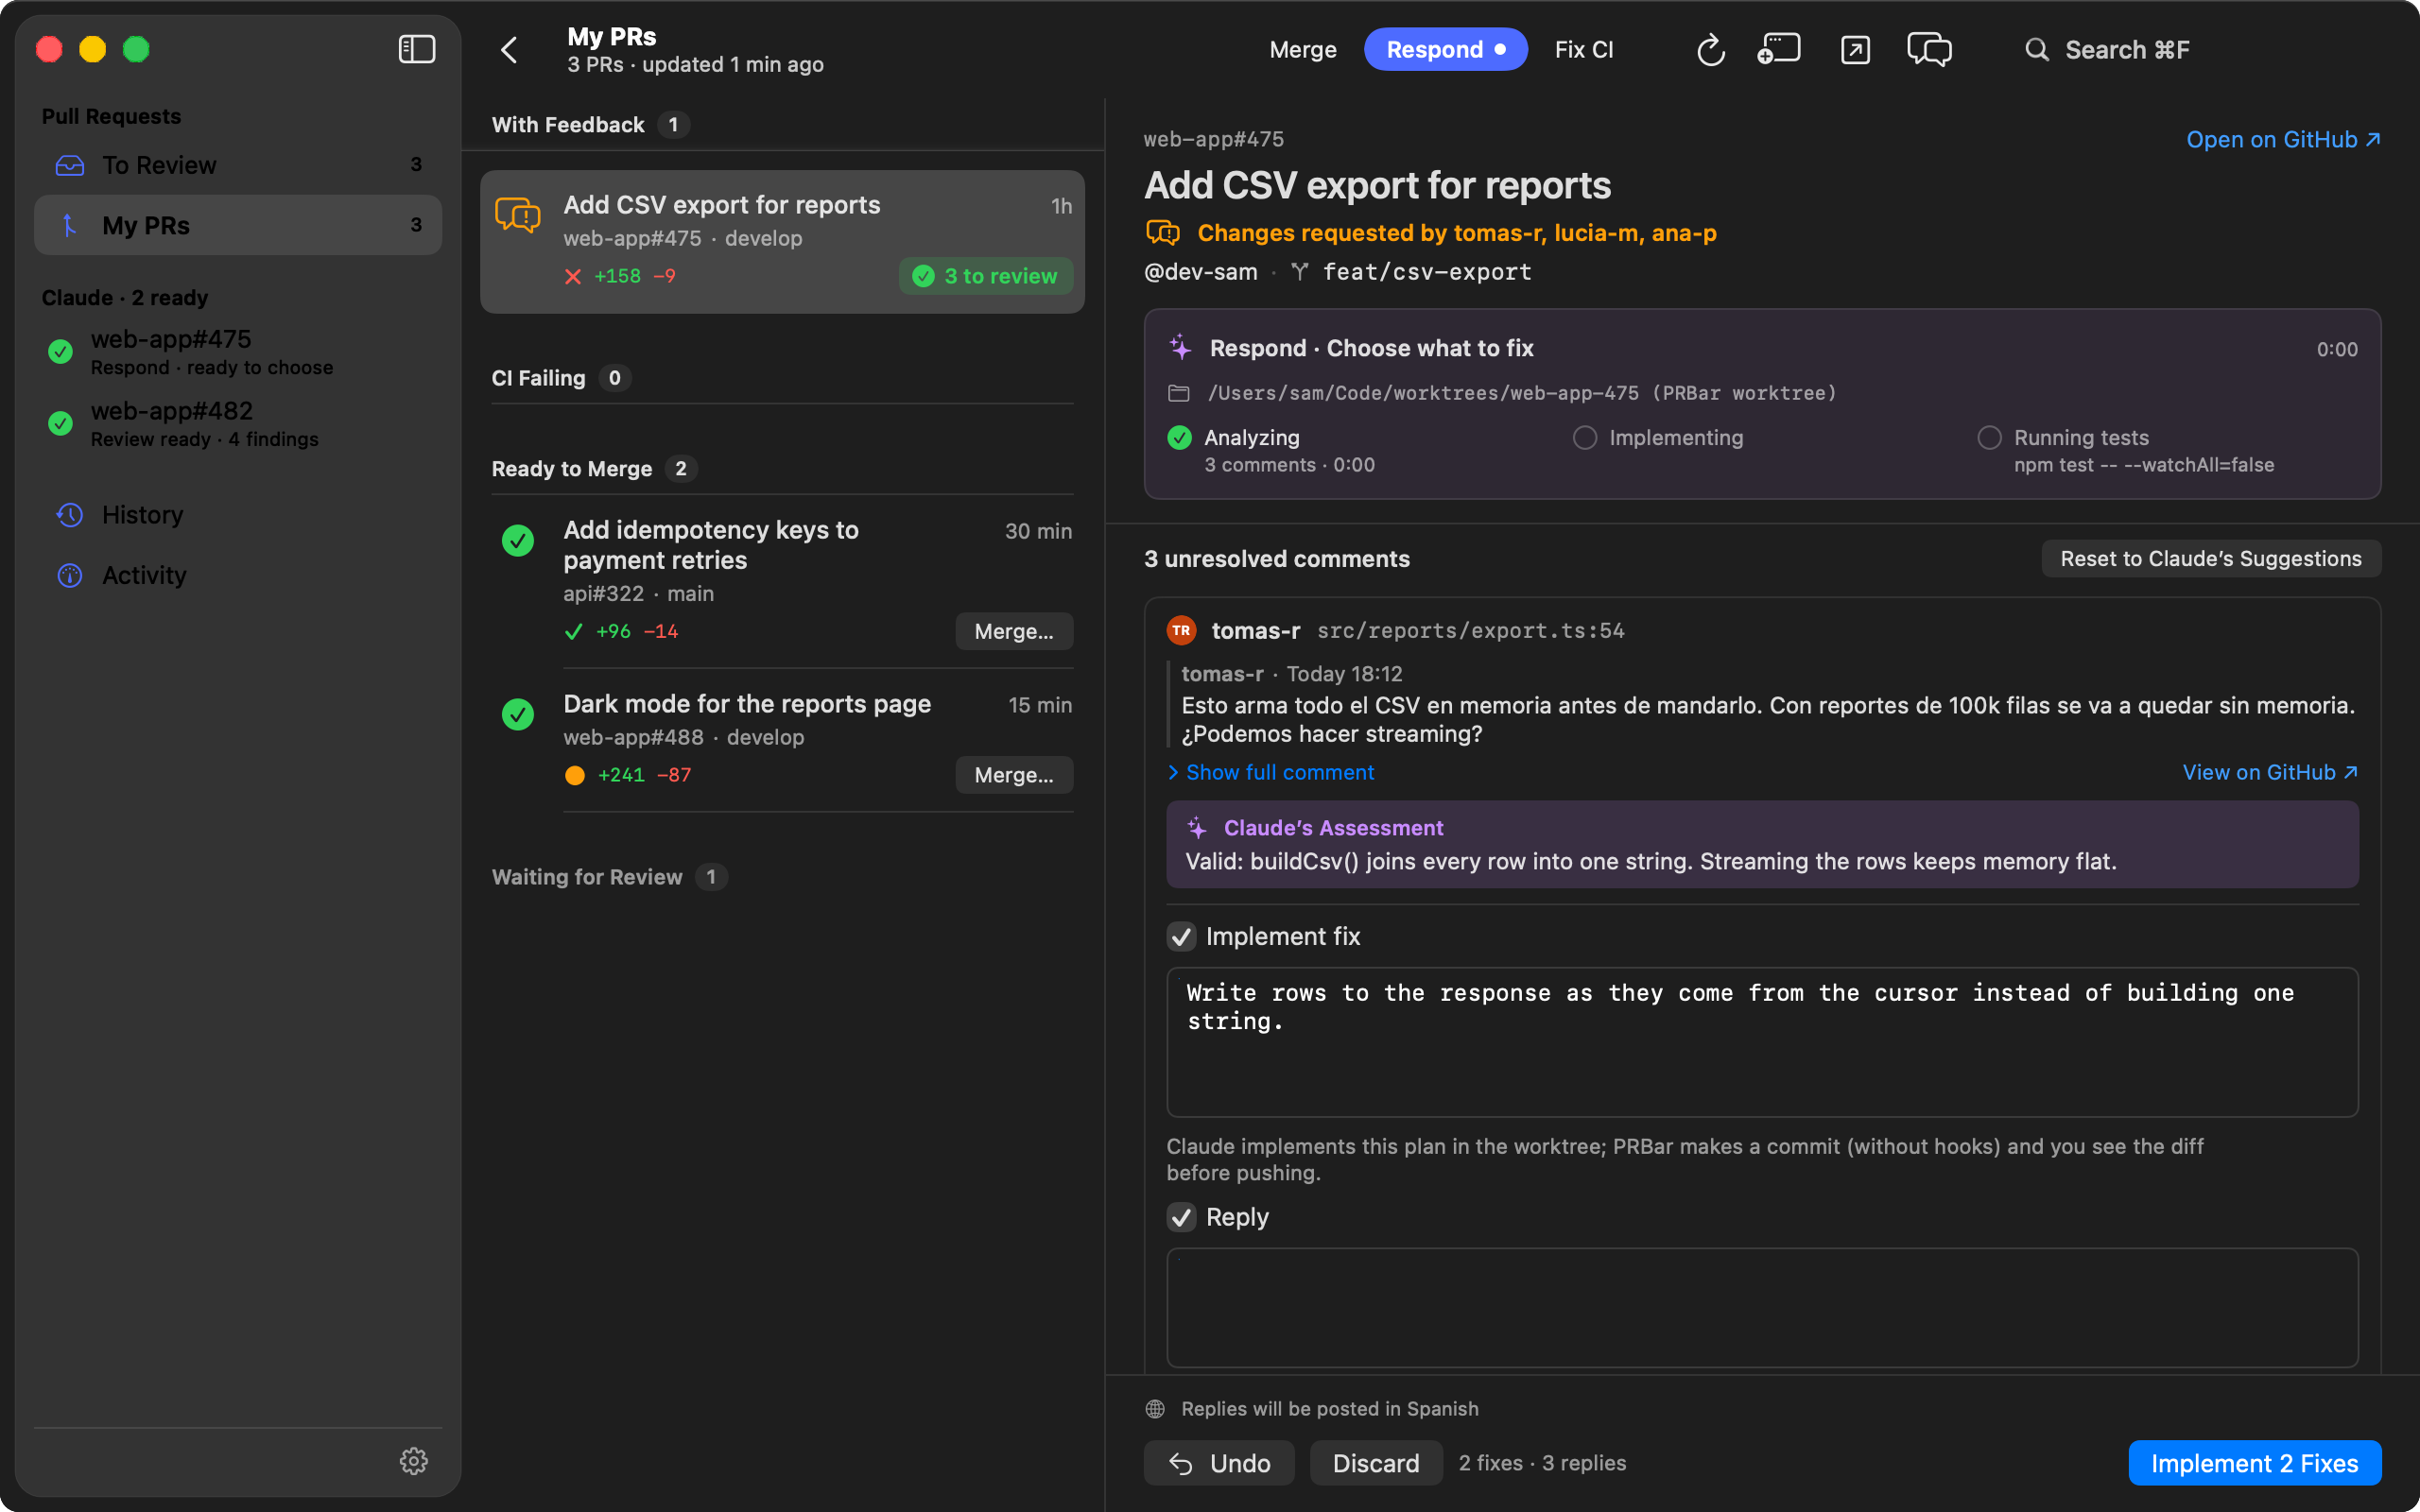 Pull Requests
To Review 3
My PRs 3
Claude · 2 ready
web-app#475
Respond · ready to choose
web-app#482
Review ready · 4 findings
History
Activity
My PRs
3 PRs · updated 1 min ago
Merge
Respond
Fix CI
Search ⌘F
With Feedback 1
Add CSV export for reports 1h
web-app#475 · develop
+158 −9
3 to review
CI Failing 0
Ready to Merge 2
Add idempotency keys to 30 min
payment retries
api#322 · main
+96 −14
Merge...
Dark mode for the reports page 15 min
web-app#488 · develop
+241 −87
Merge...
Waiting for Review 1
web-app#475
Open on GitHub ↗
Add CSV export for reports
Changes requested by tomas-r, lucia-m, ana-p
@dev-sam · feat/csv-export
Respond · Choose what to fix 0:00
/Users/sam/Code/worktrees/web-app-475 (PRBar worktree)
Analyzing
3 comments · 0:00
Implementing
Running tests
npm test -- --watchAll=false
3 unresolved comments
Reset to Claude’s Suggestions
TR tomas-r src/reports/export.ts:54
tomas-r · Today 18:12
Esto arma todo el CSV en memoria antes de mandarlo. Con reportes de 100k filas se va a quedar sin memoria.
¿Podemos hacer streaming?
Show full comment
View on GitHub ↗
Claude’s Assessment
Valid: buildCsv() joins every row into one string. Streaming the rows keeps memory flat.
Implement fix
Write rows to the response as they come from the cursor instead of building one
string.
Claude implements this plan in the worktree; PRBar makes a commit (without hooks) and you see the diff
before pushing.
Reply
Replies will be posted in Spanish
Undo
Discard
2 fixes · 3 replies
Implement 2 Fixes